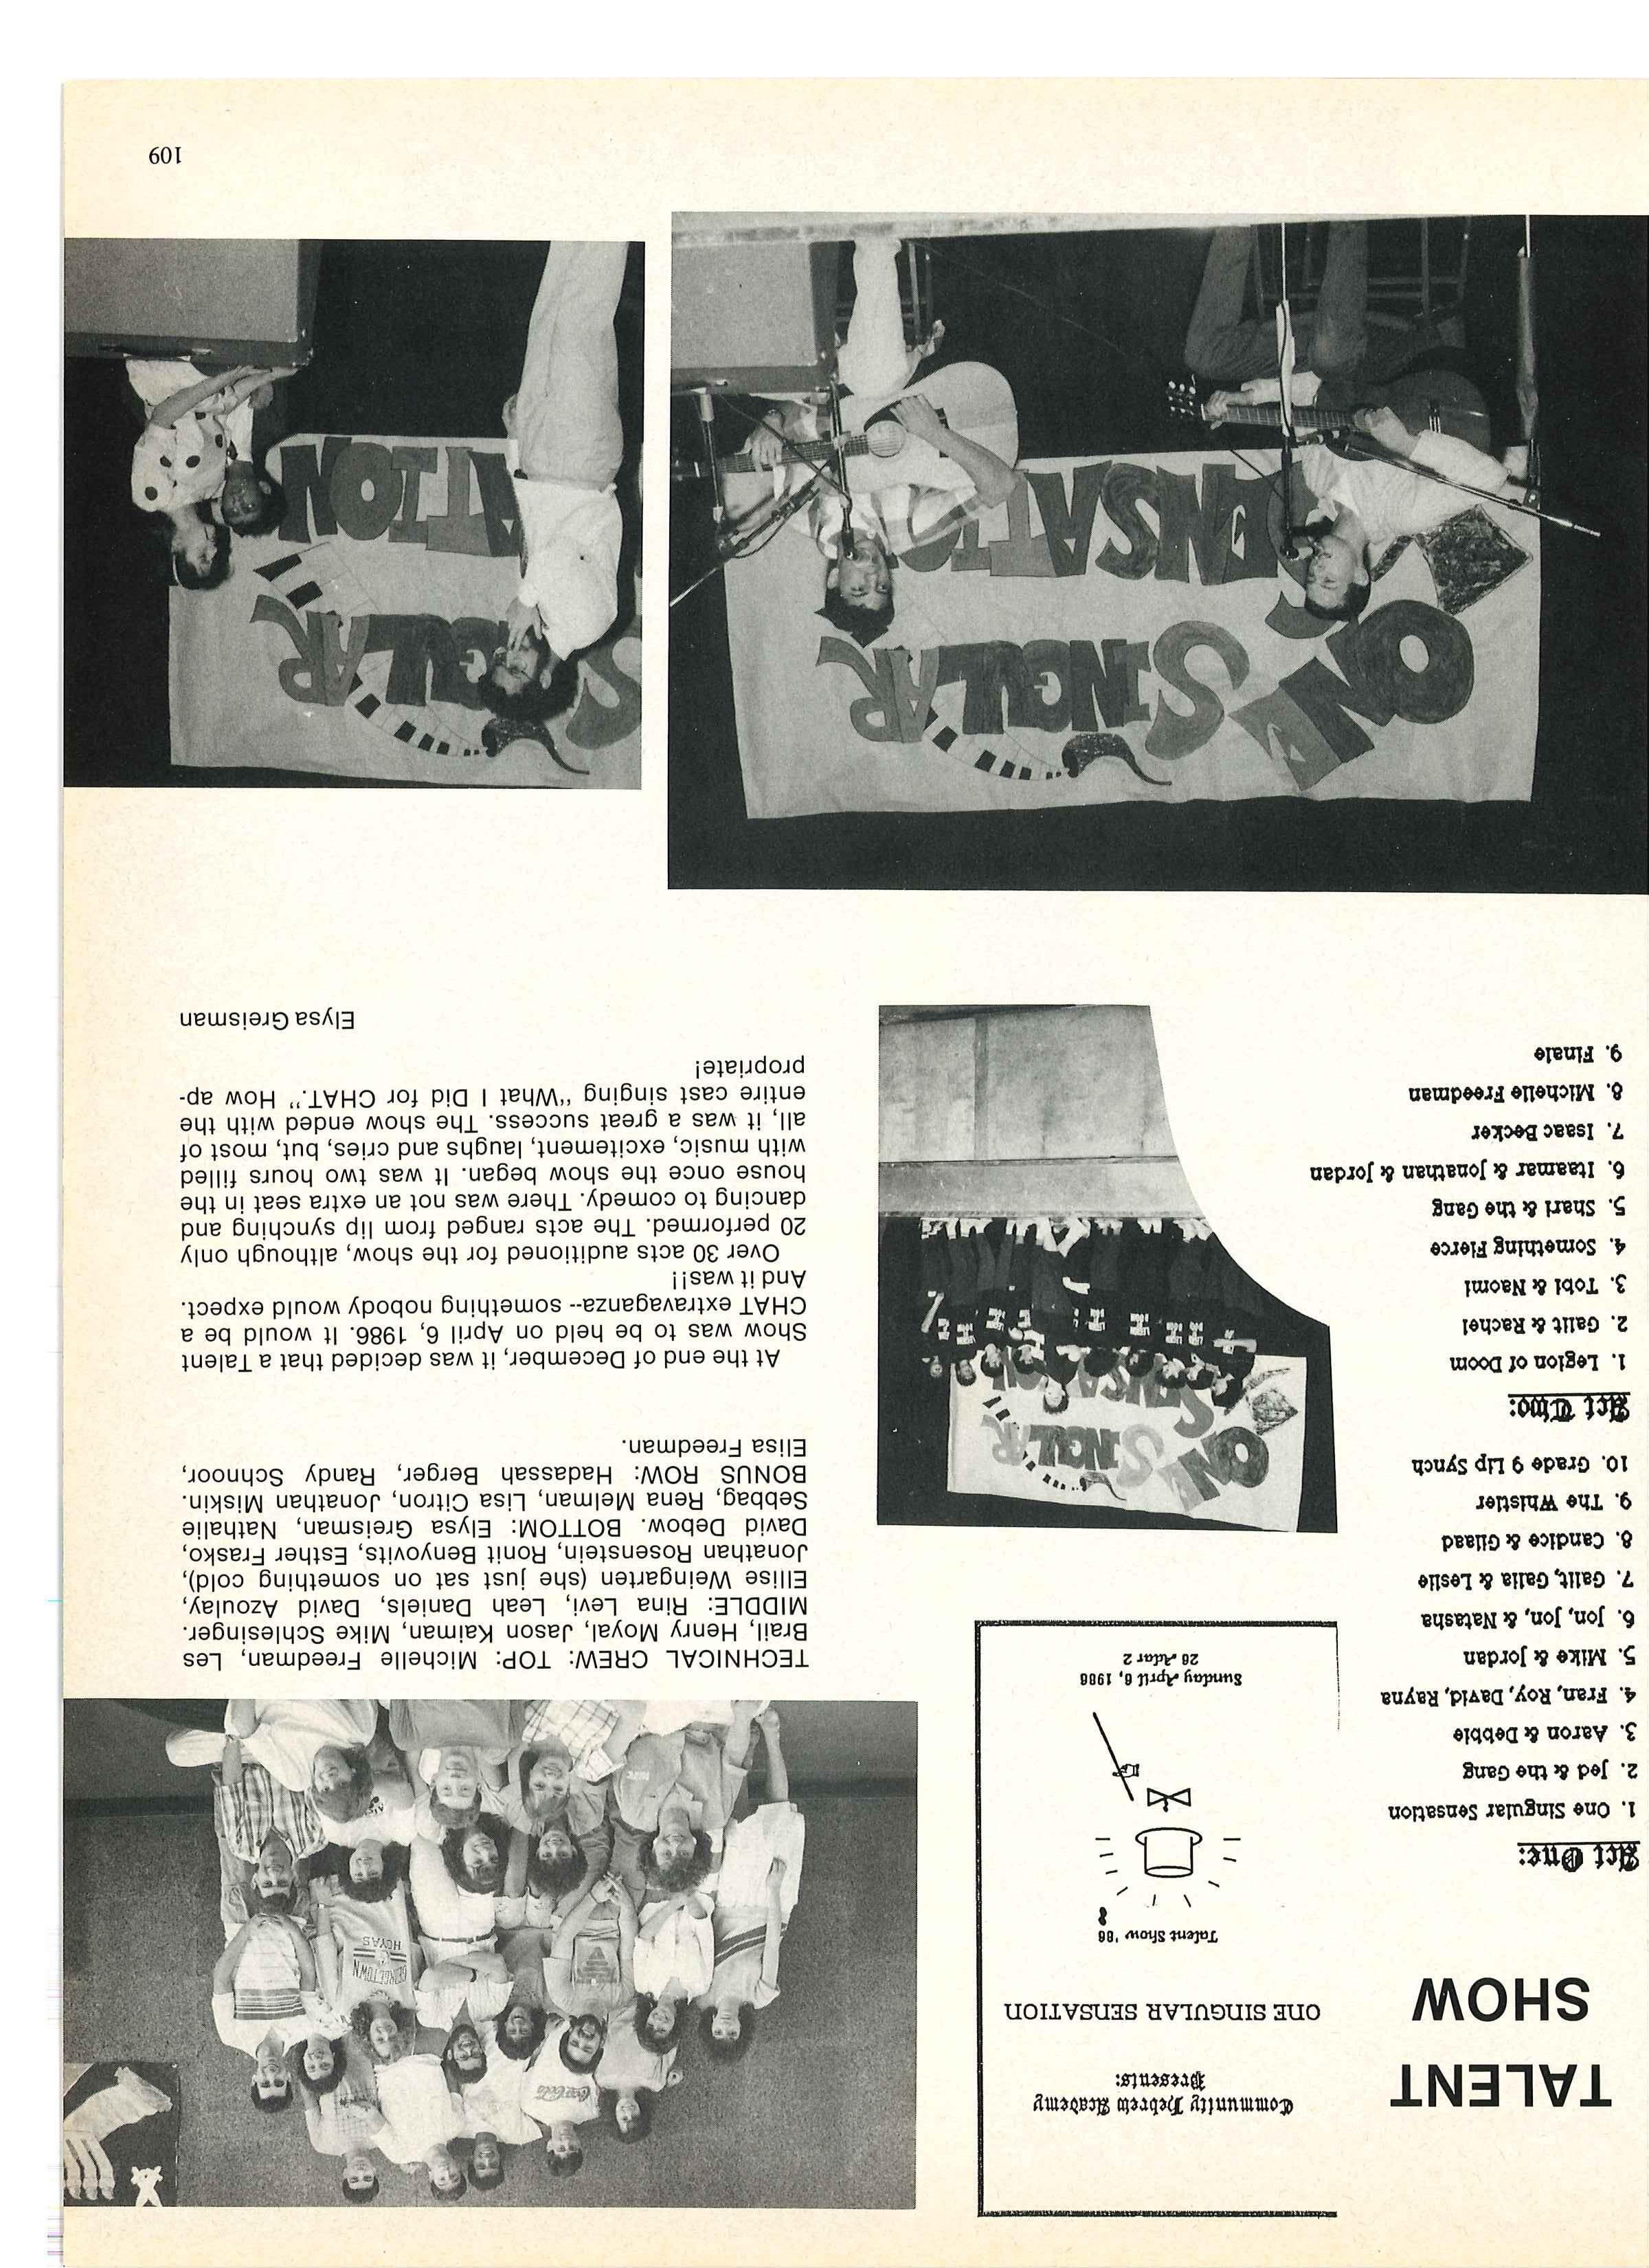 TALENT
SHOW
Act One:
1. One Singular Sensation
2. Jed & the Gang
3. Aaron & Debbie
4. Fran, Roy, David, Rayna
5. Mike & Jordan
6. Jon, Jon, & Natasha
7. Galit, Galia & Leslie
8. Candice & Gilaad
9. The Whistler
10. Grade 9 Lip Synch
Act Two:
1. Legion of Doom
2. Galit & Rachel
3. Tobi & Naomi
4. Something Fierce
5. Shari & the Gang
6. Itaamar & Jonathan & Jordan
7. Isaac Becker
8. Michelle Freedman
9. Finale
Community Hebrew Academy
Presents:
ONE SINGULAR SENSATION
Talent Show '86
Sunday April 6, 1986
26 Adar 2
ONE SINGULAR
SENSATION
GEORGETOWN
HOYAS
Coca-Cola
TECHNICAL CREW: TOP: Michelle Freedman, Les
Brail, Henry Moyal, Jason Kaiman, Mike Schlesinger.
MIDDLE: Rina Levi, Leah Daniels, David Azoulay,
Ellise Weingarten (she just sat on something cold),
Jonathan Rosenstein, Ronit Benyovits, Esther Frasko,
David Debow. BOTTOM: Elysa Greisman, Nathalie
Sebbag, Rena Melman, Lisa Citron, Jonathan Miskin.
BONUS ROW: Hadassah Berger, Randy Schnoor,
Elisa Freedman.
At the end of December, it was decided that a Talent
Show was to be held on April 6, 1986. It would be a
CHAT extravaganza-- something nobody would expect.
And it was!!
Over 30 acts auditioned for the show, although only
20 performed. The acts ranged from lip synching and
dancing to comedy. There was not an extra seat in the
house once the show began. It was two hours filled
with music, excitement, laughs and cries, but, most of
all, it was a great success. The show ended with the
entire cast singing "What I Did for CHAT." How ap-
propriate!
Elysa Greisman
ONE SINGULAR
ENSATIO
SINGULAR
ATION
109